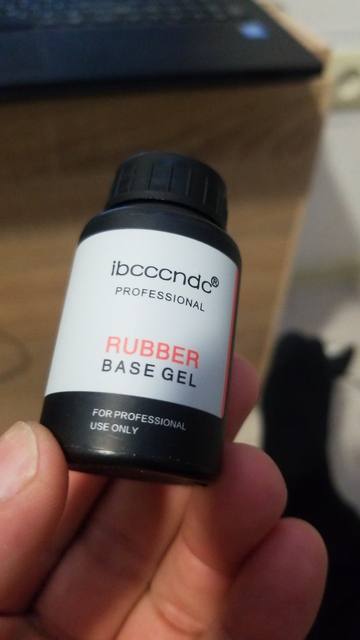 ibcccndc®
PROFESSIONAL
RUBBER
BASE GEL
FOR PROFESSIONAL
USE ONLY